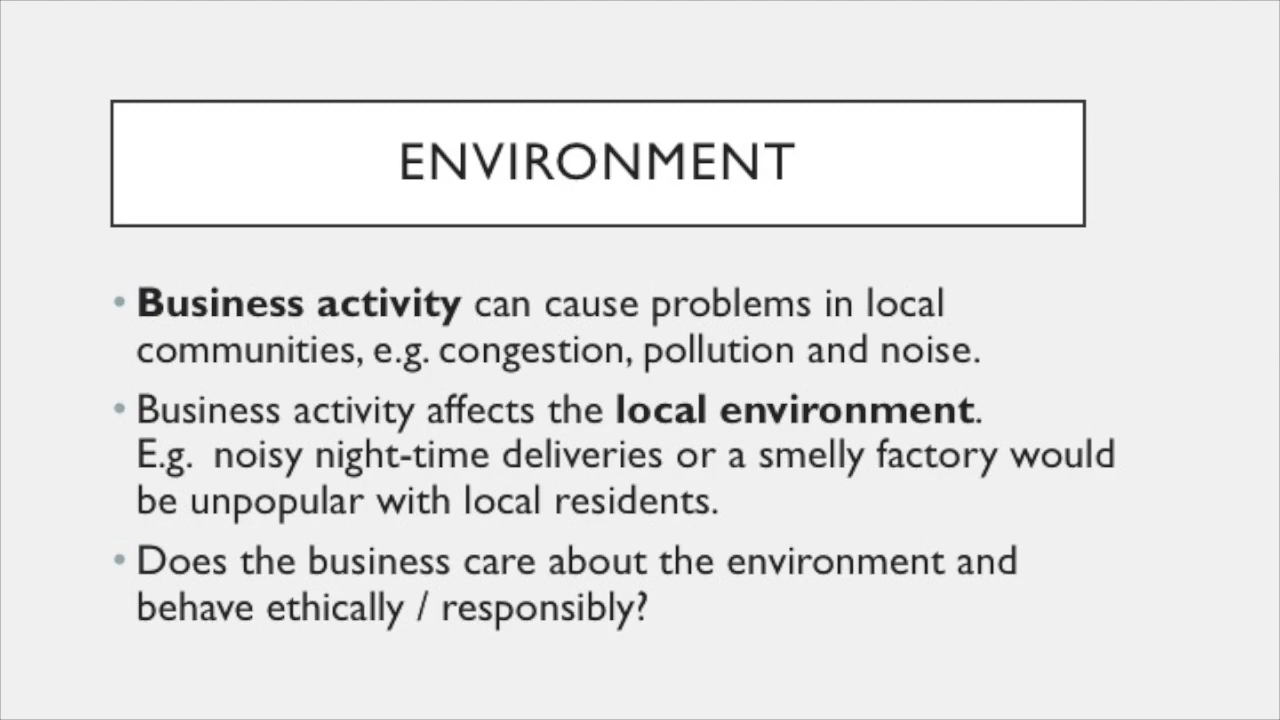 ENVIRONMENT
• Business activity can cause problems in local
communities, e.g. congestion, pollution and noise.
• Business activity affects the local environment.
E.g.  noisy night-time deliveries or a smelly factory would
be unpopular with local residents.
• Does the business care about the environment and
behave ethically / responsibly?